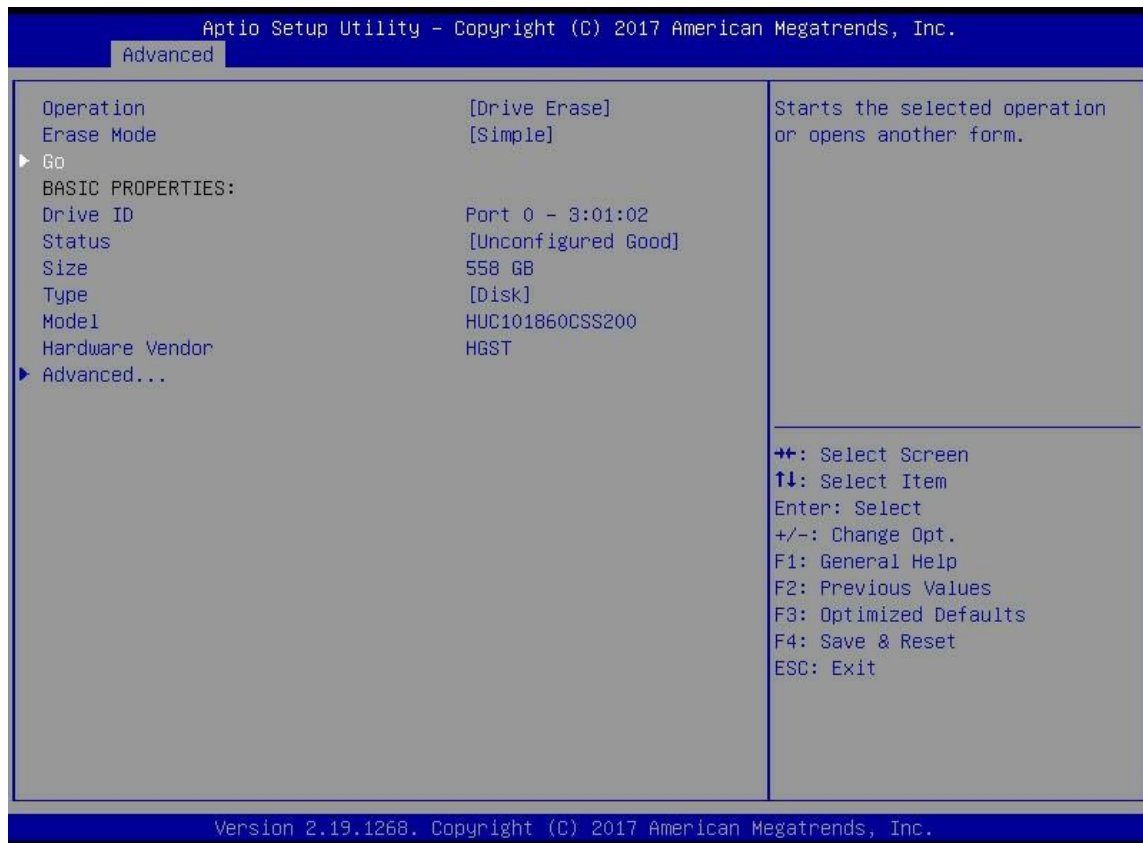 Aptio Setup Utility – Copyright (C) 2017 American Megatrends, Inc.
Advanced
Operation [Drive Erase]
Erase Mode [Simple]
▶ Go
BASIC PROPERTIES:
Drive ID Port 0 – 3:01:02
Status [Unconfigured Good]
Size 558 GB
Type [Disk]
Model HUC101860CSS200
Hardware Vendor HGST
▶ Advanced...
Starts the selected operation
or opens another form.
→←: Select Screen
↑↓: Select Item
Enter: Select
+/-: Change Opt.
F1: General Help
F2: Previous Values
F3: Optimized Defaults
F4: Save & Reset
ESC: Exit
Version 2.19.1268. Copyright (C) 2017 American Megatrends, Inc.